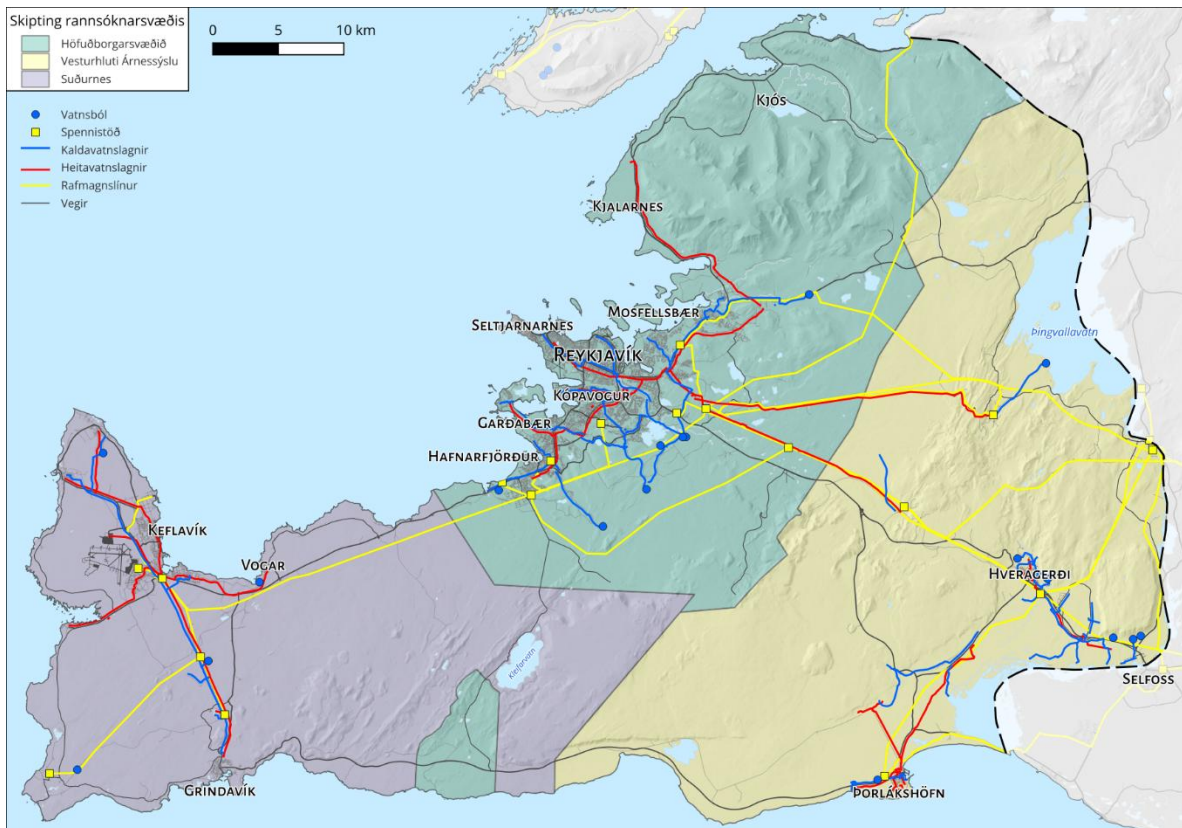 Skipting rannsóknarsvæðis
Höfuðborgarsvæðið
Vesturhluti Árnessýslu
Suðurnes
0 5 10 km
Vatnsból
Spennistöð
Kaldavatnslagnir
Heitavatnslagnir
Rafmagnslínur
Vegir
Kjós
Kjalarnes
Mosfellsbær
Seltjarnarnes
Reykjavík
Þingvallavatn
Kópavogur
Garðabær
Hafnarfjörður
Keflavík
Vogar
Hveragerði
Kleifarvatn
Selfoss
Grindavík
Þorlákshöfn